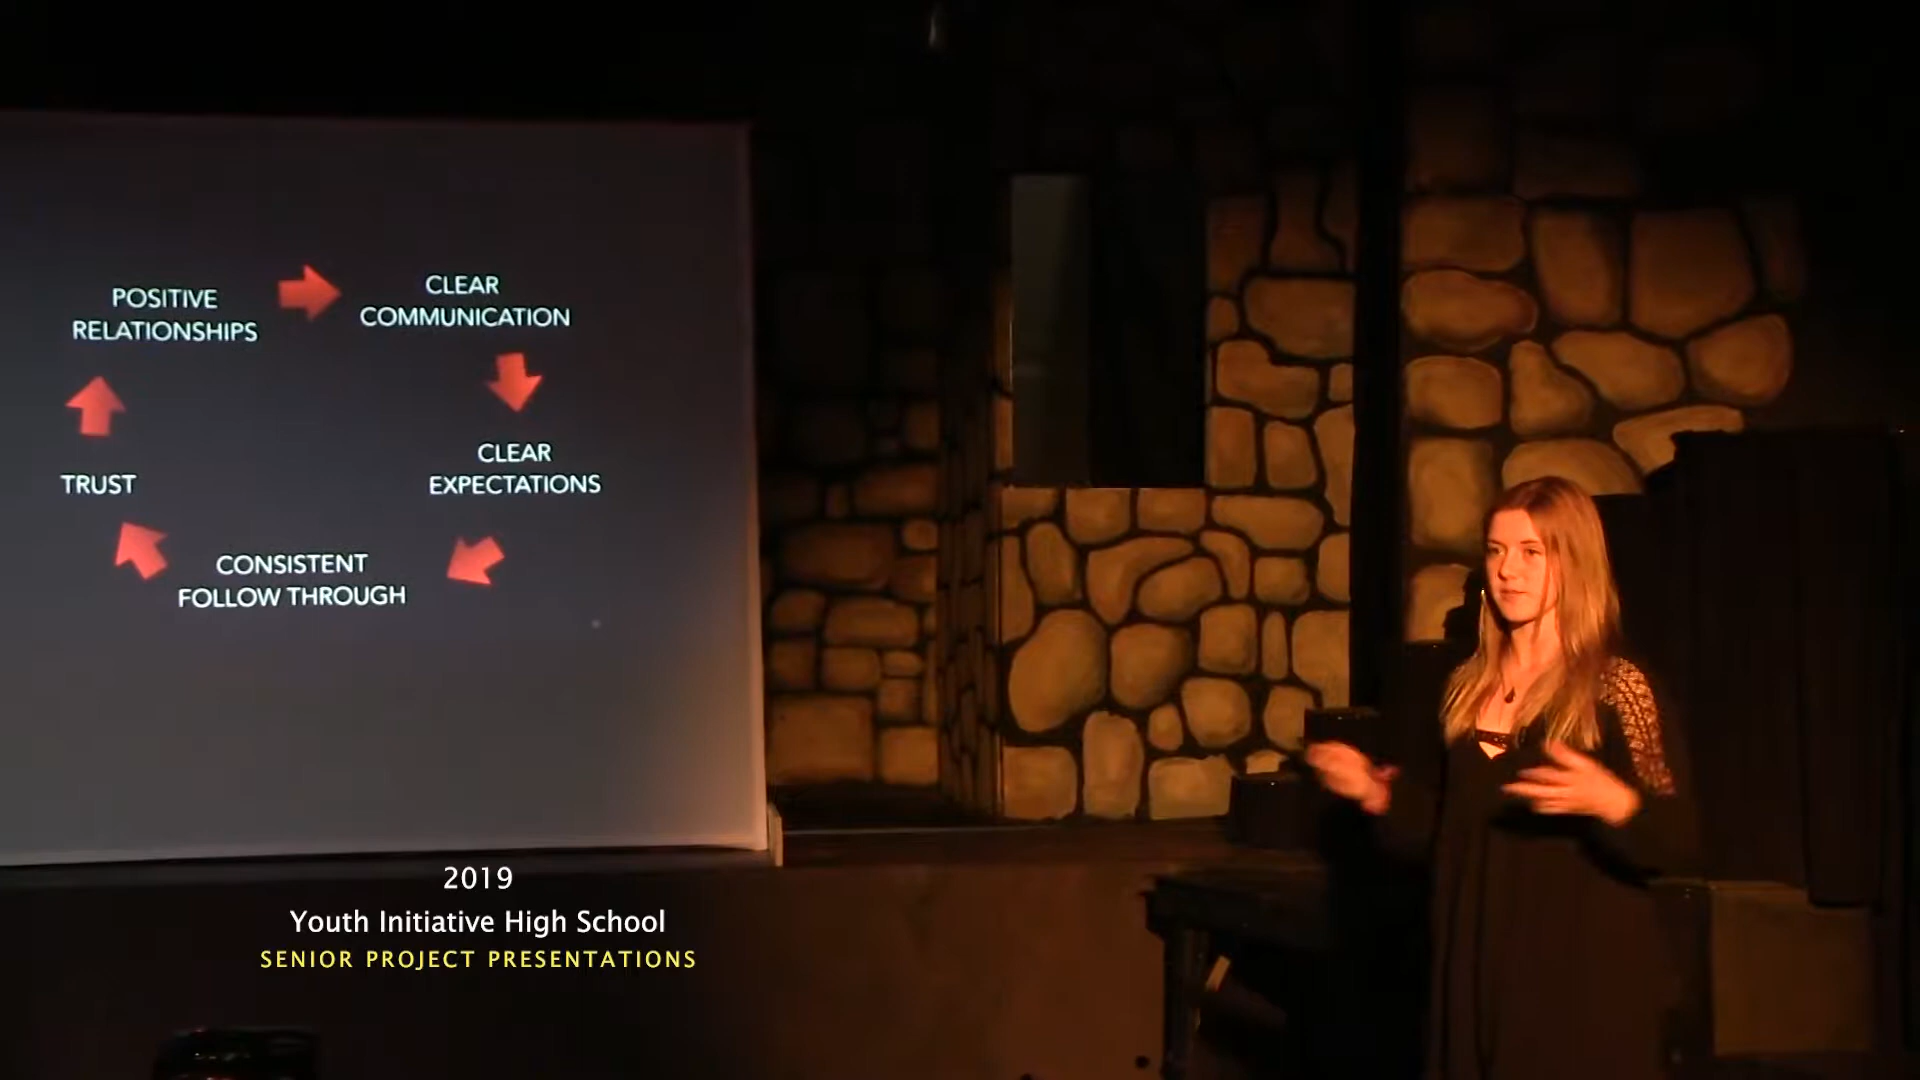 POSITIVE
RELATIONSHIPS
CLEAR
COMMUNICATION
CLEAR
EXPECTATIONS
CONSISTENT
FOLLOW THROUGH
TRUST
2019
Youth Initiative High School
SENIOR PROJECT PRESENTATIONS